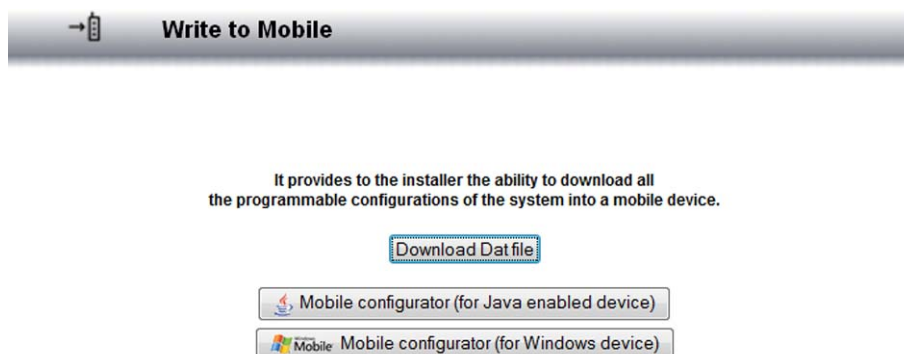 Write to Mobile
It provides to the installer the ability to download all
the programmable configurations of the system into a mobile device.
Download Dat file
Mobile configurator (for Java enabled device)
Windows Mobile Mobile configurator (for Windows device)